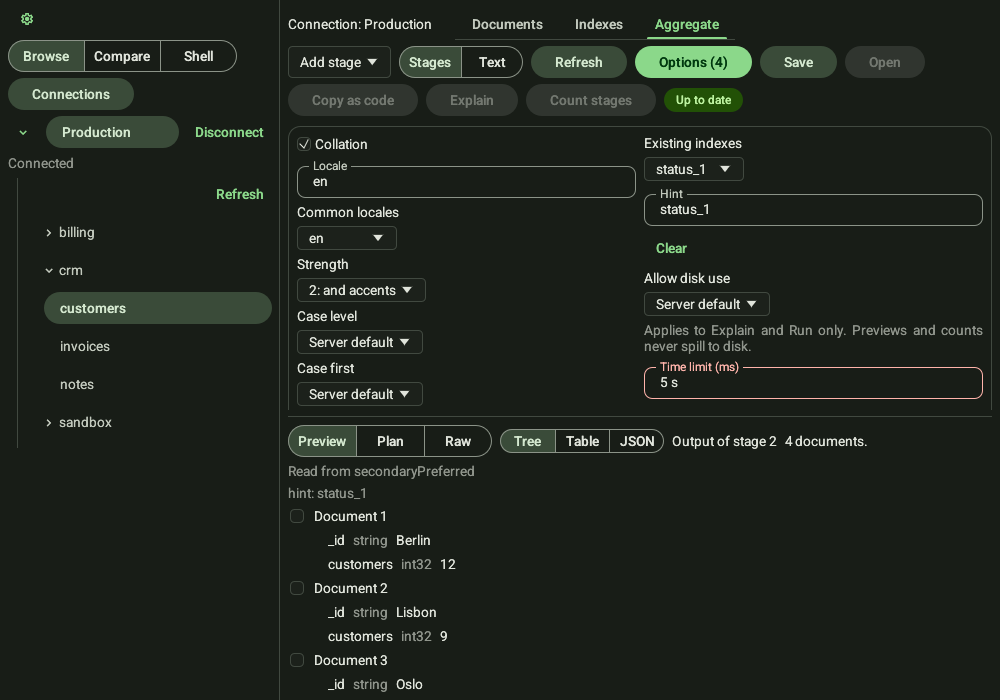 Browse Compare Shell
Connections
Production Disconnect
Connected
Refresh
billing
crm
customers
invoices
notes
sandbox
Connection: Production Documents Indexes Aggregate
Add stage Stages Text Refresh Options (4) Save Open
Copy as code Explain Count stages Up to date
Collation
Locale
en
Common locales
en
Strength
2: and accents
Case level
Server default
Case first
Server default
Existing indexes
status_1
Hint
status_1
Clear
Allow disk use
Server default
Applies to Explain and Run only. Previews and counts
never spill to disk.
Time limit (ms)
5 s
Preview Plan Raw Tree Table JSON Output of stage 2 4 documents.
Read from secondaryPreferred
hint: status_1
Document 1
_id string Berlin
customers int32 12
Document 2
_id string Lisbon
customers int32 9
Document 3
_id string Oslo